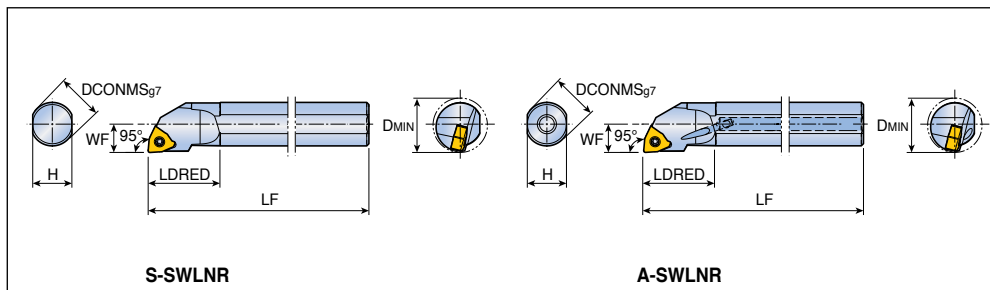 DCONMSg7
WF
95°
H
LDRED
LF
DMIN
S-SWLNR
DCONMSg7
WF
95°
H
LDRED
LF
DMIN
A-SWLNR